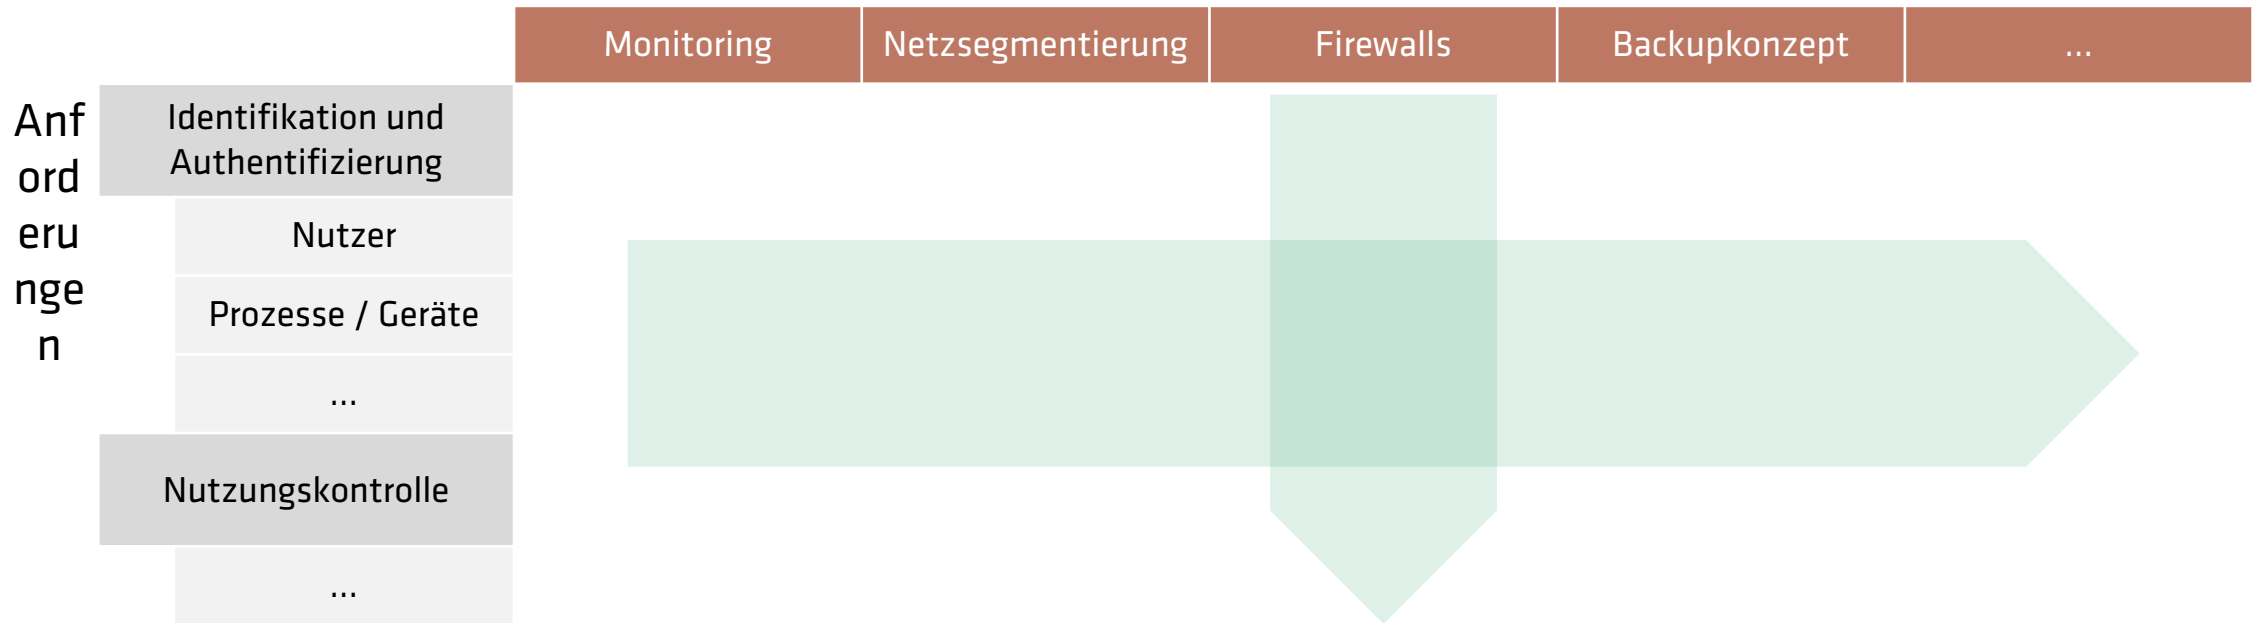 Monitoring
Netzsegmentierung
Firewalls
Backupkonzept
...
Anf
ord
eru
nge
n
Identifikation und
Authentifizierung
Nutzer
Prozesse / Geräte
...
Nutzungskontrolle
...